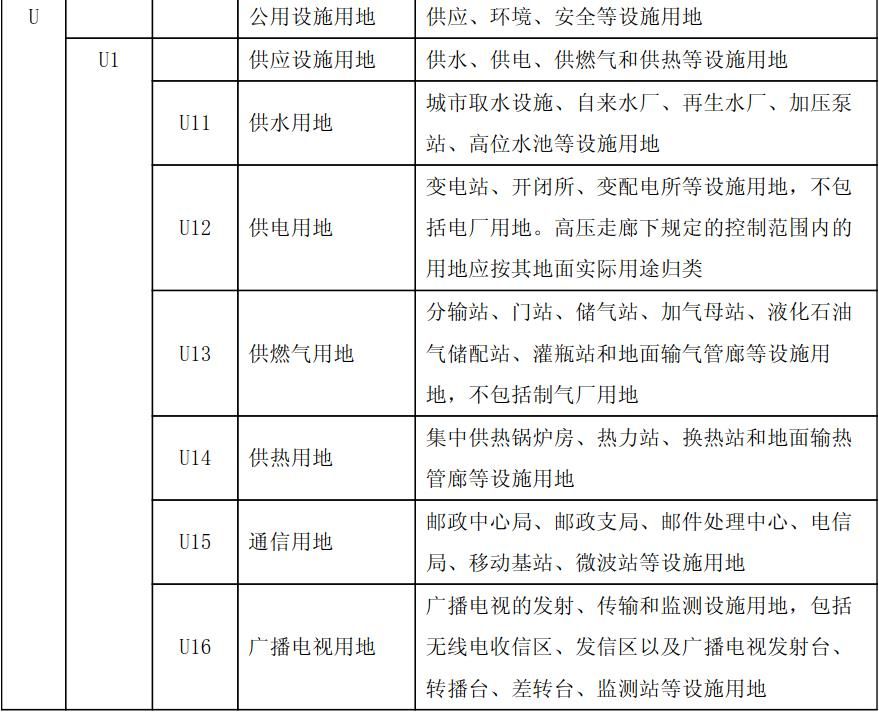 U 公用设施用地 供应、环境、安全等设施用地
U1 供应设施用地 供水、供电、供燃气和供热等设施用地
U11 供水用地 城市取水设施、自来水厂、再生水厂、加压泵
站、高位水池等设施用地
U12 供电用地 变电站、开闭所、变配电所等设施用地，不包
括电厂用地。高压走廊下规定的控制范围内的
用地应按其地面实际用途归类
U13 供燃气用地 分输站、门站、储气站、加气母站、液化石油
气储配站、灌瓶站和地面输气管廊等设施用
地，不包括制气厂用地
U14 供热用地 集中供热锅炉房、热力站、换热站和地面输热
管廊等设施用地
U15 通信用地 邮政中心局、邮政支局、邮件处理中心、电信
局、移动基站、微波站等设施用地
U16 广播电视用地 广播电视的发射、传输和监测设施用地，包括
无线电收信区、发信区以及广播电视发射台、
转播台、差转台、监测站等设施用地